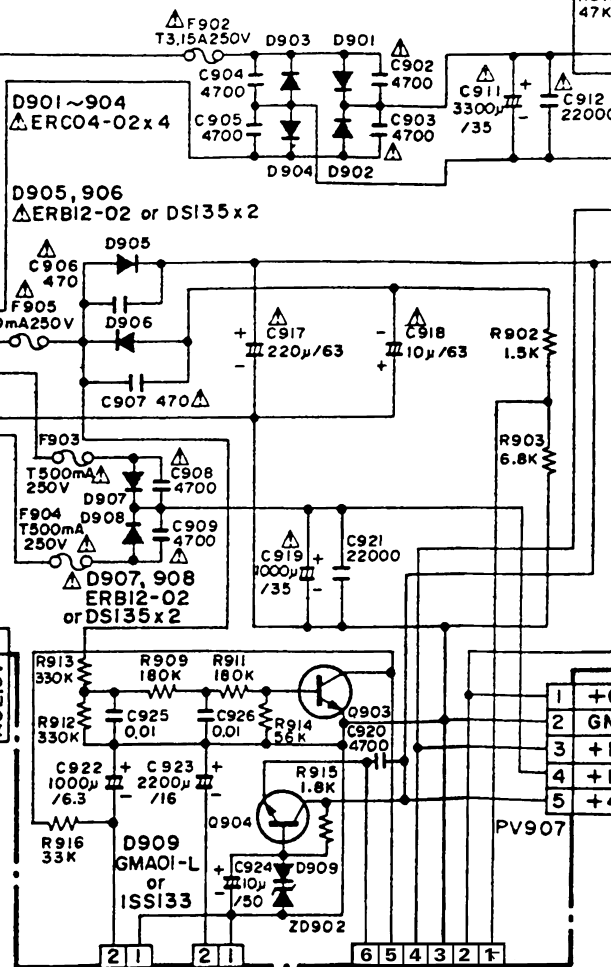 47K
⚠F902
T3,15A250V
D903
D901
⚠
C904
4700
C902
4700
C905
4700
C903
4700
⚠
D904
D902
⚠
C911
3300μ
/35
+
-
⚠
C912
D901~904
⚠ERC04-02x4
D905,906
⚠ERB12-02 or DS135x2
⚠
C906
470
D905
⚠
F905
mA250V
D906
C907 470⚠
⚠
+
C917
220μ/63
-
⚠
-
C918
10μ/63
+
R902
1.5K
R903
6.8K
F903
T500mA⚠
250V
D907
⚠
C908
4700
F904
T500mA
250V
⚠
D908
C909
4700
⚠
⚠D907,908
ERB12-02
or DS135x2
⚠
C919
+
/35
-
C921
22000
R913
330K
R909
180K
R911
180K
R912
330K
C925
0.01
C926
0.01
R914
56K
Q903
C920
4700
C922
1000μ
/6.3
+
-
C923
2200μ
/16
+
-
R915
1.8K
Q904
R916
33K
D909
GMA01-L
or
1SS133
+
-
C924
10μ
/50
D909
ZD902
1
2
3
4
5
PV907
2 1
2 1
6 5 4 3 2 1